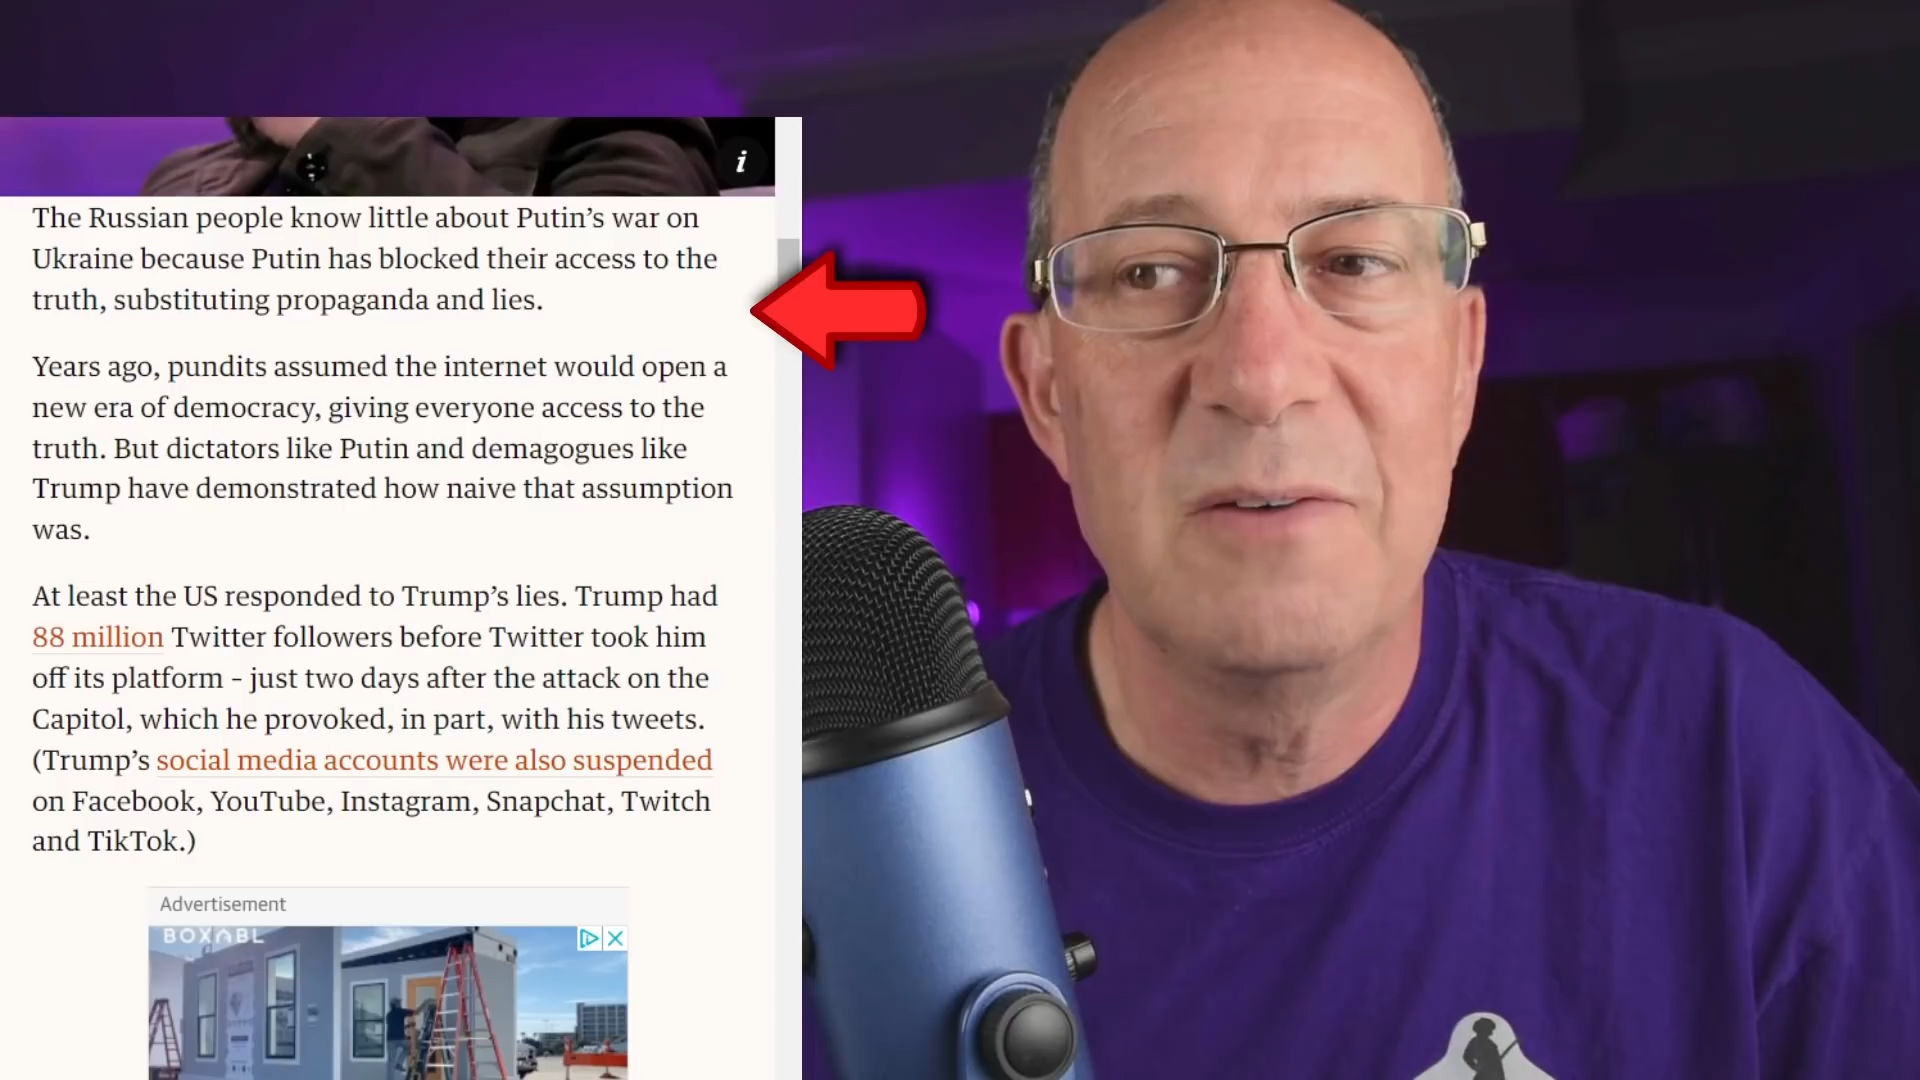 i
The Russian people know little about Putin’s war on
Ukraine because Putin has blocked their access to the
truth, substituting propaganda and lies.
Years ago, pundits assumed the internet would open a
new era of democracy, giving everyone access to the
truth. But dictators like Putin and demagogues like
Trump have demonstrated how naive that assumption
was.
At least the US responded to Trump’s lies. Trump had
88 million Twitter followers before Twitter took him
off its platform – just two days after the attack on the
Capitol, which he provoked, in part, with his tweets.
(Trump’s social media accounts were also suspended
on Facebook, YouTube, Instagram, Snapchat, Twitch
and TikTok.)
Advertisement
BOXABL